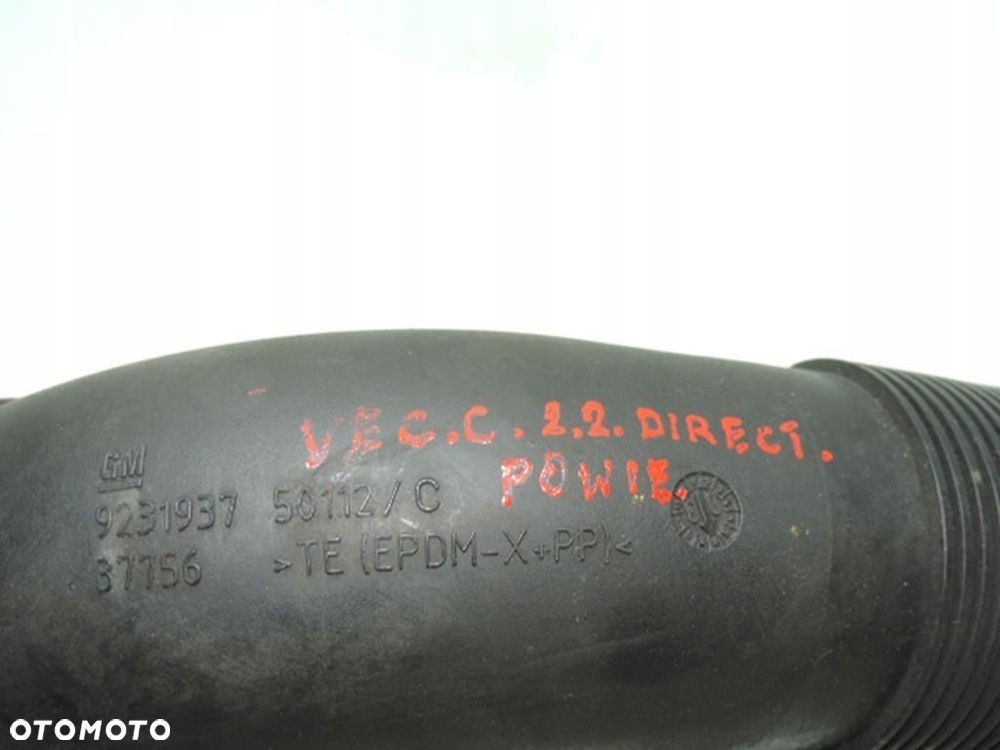 VEC.C. 2.2. DIRECT.
POWIE.
GM
9231937 50112/C
37756 >TE (EPDM-X+PP)<
OTOMOTO